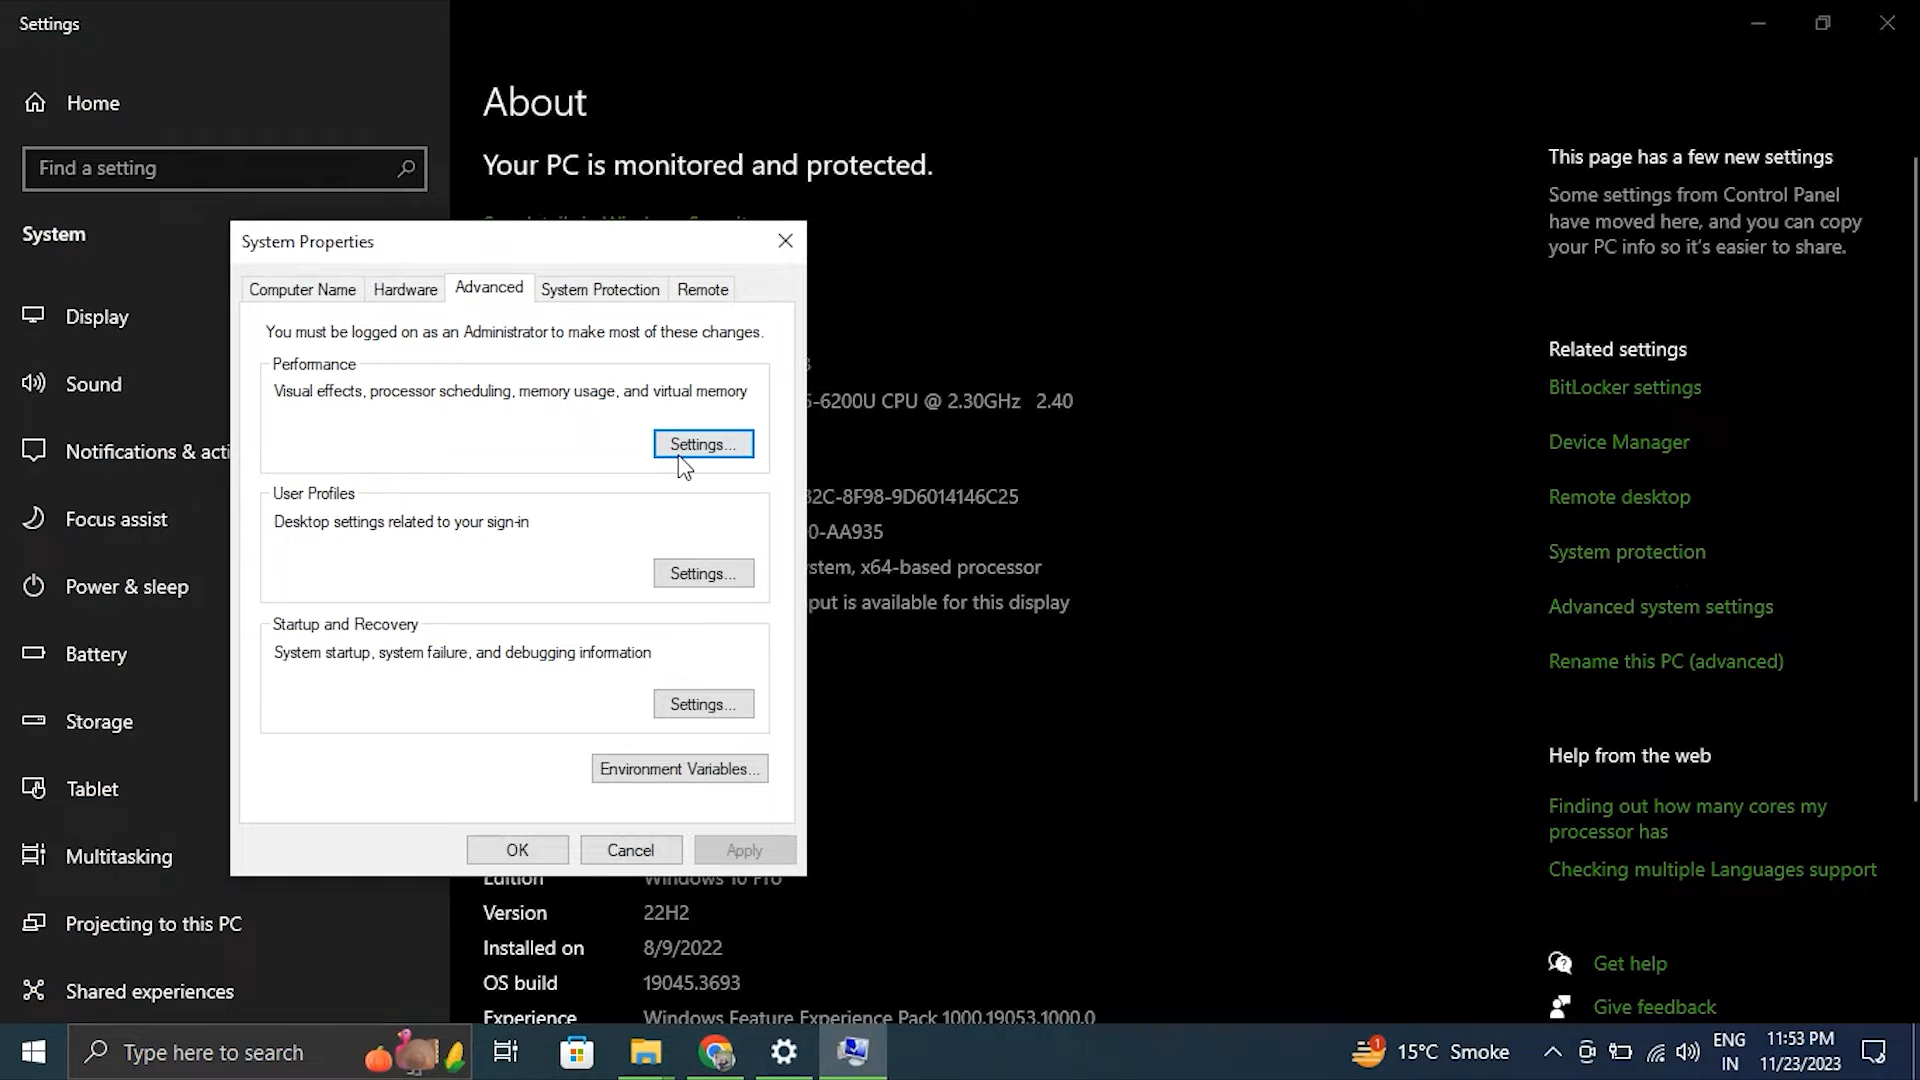 Settings
Home
Find a setting
System
Display
Sound
Notifications & acti
Focus assist
Power & sleep
Battery
Storage
Tablet
Multitasking
Projecting to this PC
Shared experiences
About
Your PC is monitored and protected.
System Properties
Computer Name
Hardware
Advanced
System Protection
Remote
You must be logged on as an Administrator to make most of these changes.
Performance
Visual effects, processor scheduling, memory usage, and virtual memory
Settings...
User Profiles
Desktop settings related to your sign-in
Settings...
Startup and Recovery
System startup, system failure, and debugging information
Settings...
Environment Variables...
OK
Cancel
Apply
-6200U CPU @ 2.30GHz 2.40
2C-8F98-9D6014146C25
0-AA935
stem, x64-based processor
put is available for this display
Edition Windows 10 Pro
Version 22H2
Installed on 8/9/2022
OS build 19045.3693
Experience Windows Feature Experience Pack 1000.19053.1000.0
This page has a few new settings
Some settings from Control Panel
have moved here, and you can copy
your PC info so it's easier to share.
Related settings
BitLocker settings
Device Manager
Remote desktop
System protection
Advanced system settings
Rename this PC (advanced)
Help from the web
Finding out how many cores my
processor has
Checking multiple Languages support
Get help
Give feedback
Type here to search
1
15°C Smoke
ENG
IN
11:53 PM
11/23/2023